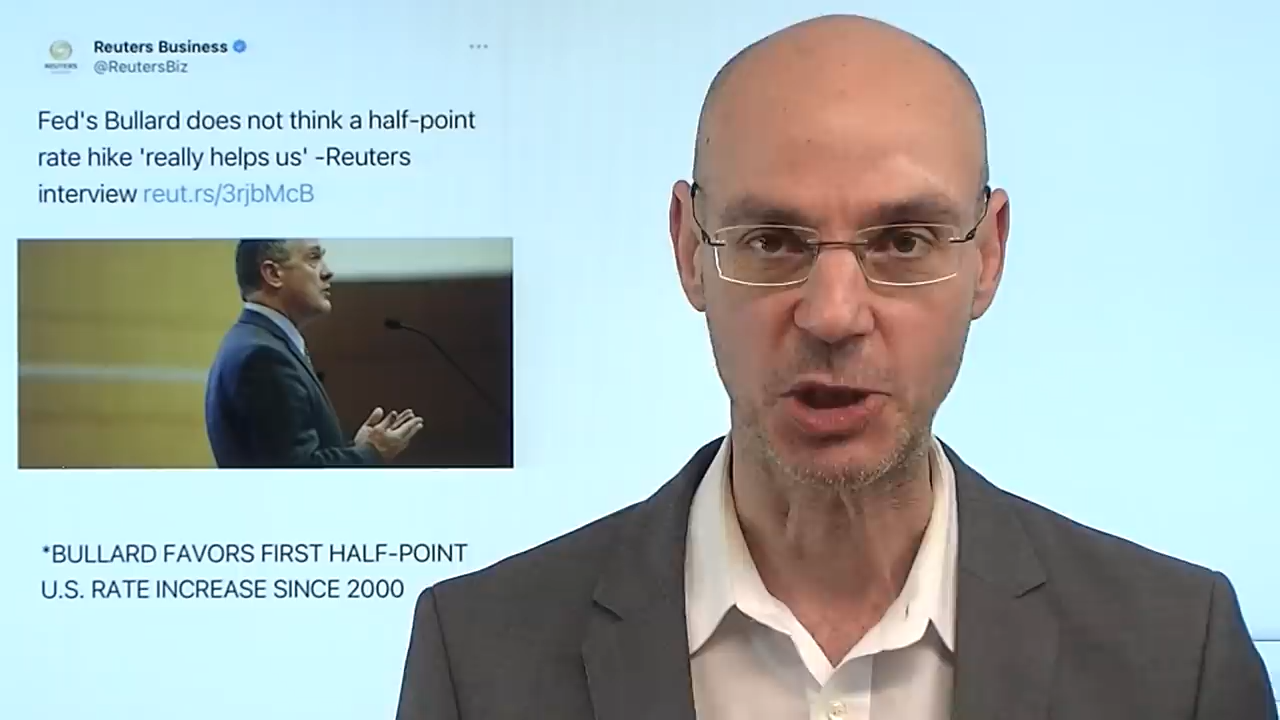 Reuters Business
@ReutersBiz
REUTERS
Fed's Bullard does not think a half-point
rate hike 'really helps us' -Reuters
interview reut.rs/3rjbMcB
*BULLARD FAVORS FIRST HALF-POINT
U.S. RATE INCREASE SINCE 2000